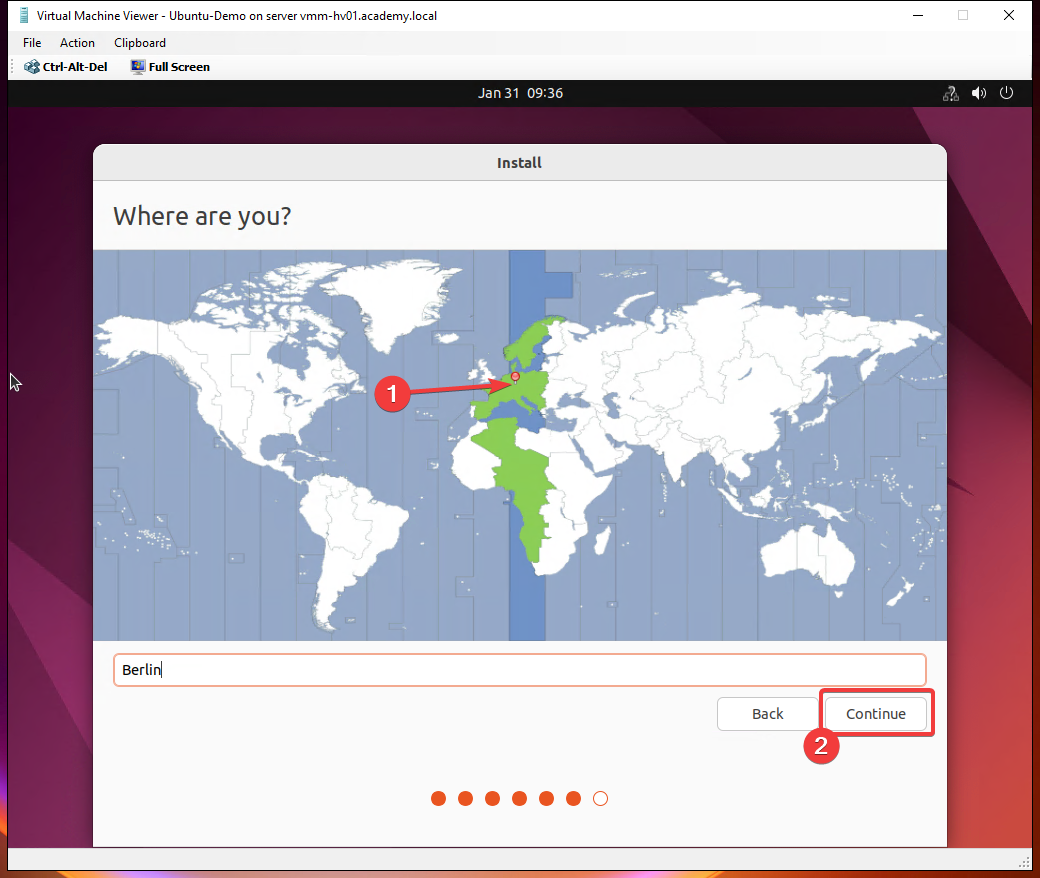 Virtual Machine Viewer - Ubuntu-Demo on server vmm-hv01.academy.local
File Action Clipboard
Ctrl-Alt-Del Full Screen
Jan 31 09:36
Install
Where are you?
1
Berlin
Back Continue
2